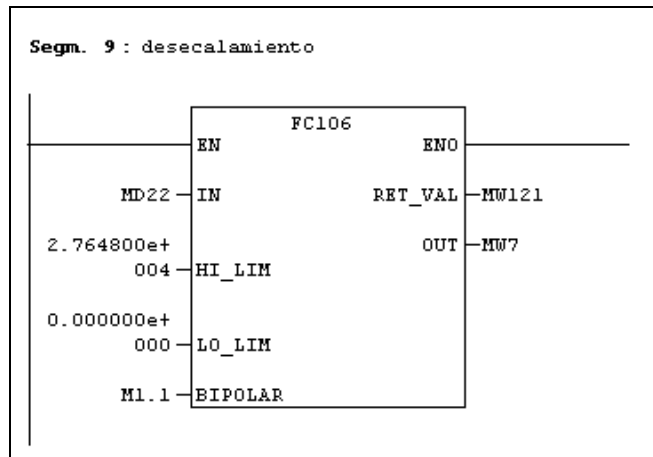 Segm. 9 : desecalamiento
FC106
EN ENO
MD22 IN RET_VAL MW121
2.764800e+ OUT MW7
004 HI_LIM
0.000000e+
000 LO_LIM
M1.1 BIPOLAR